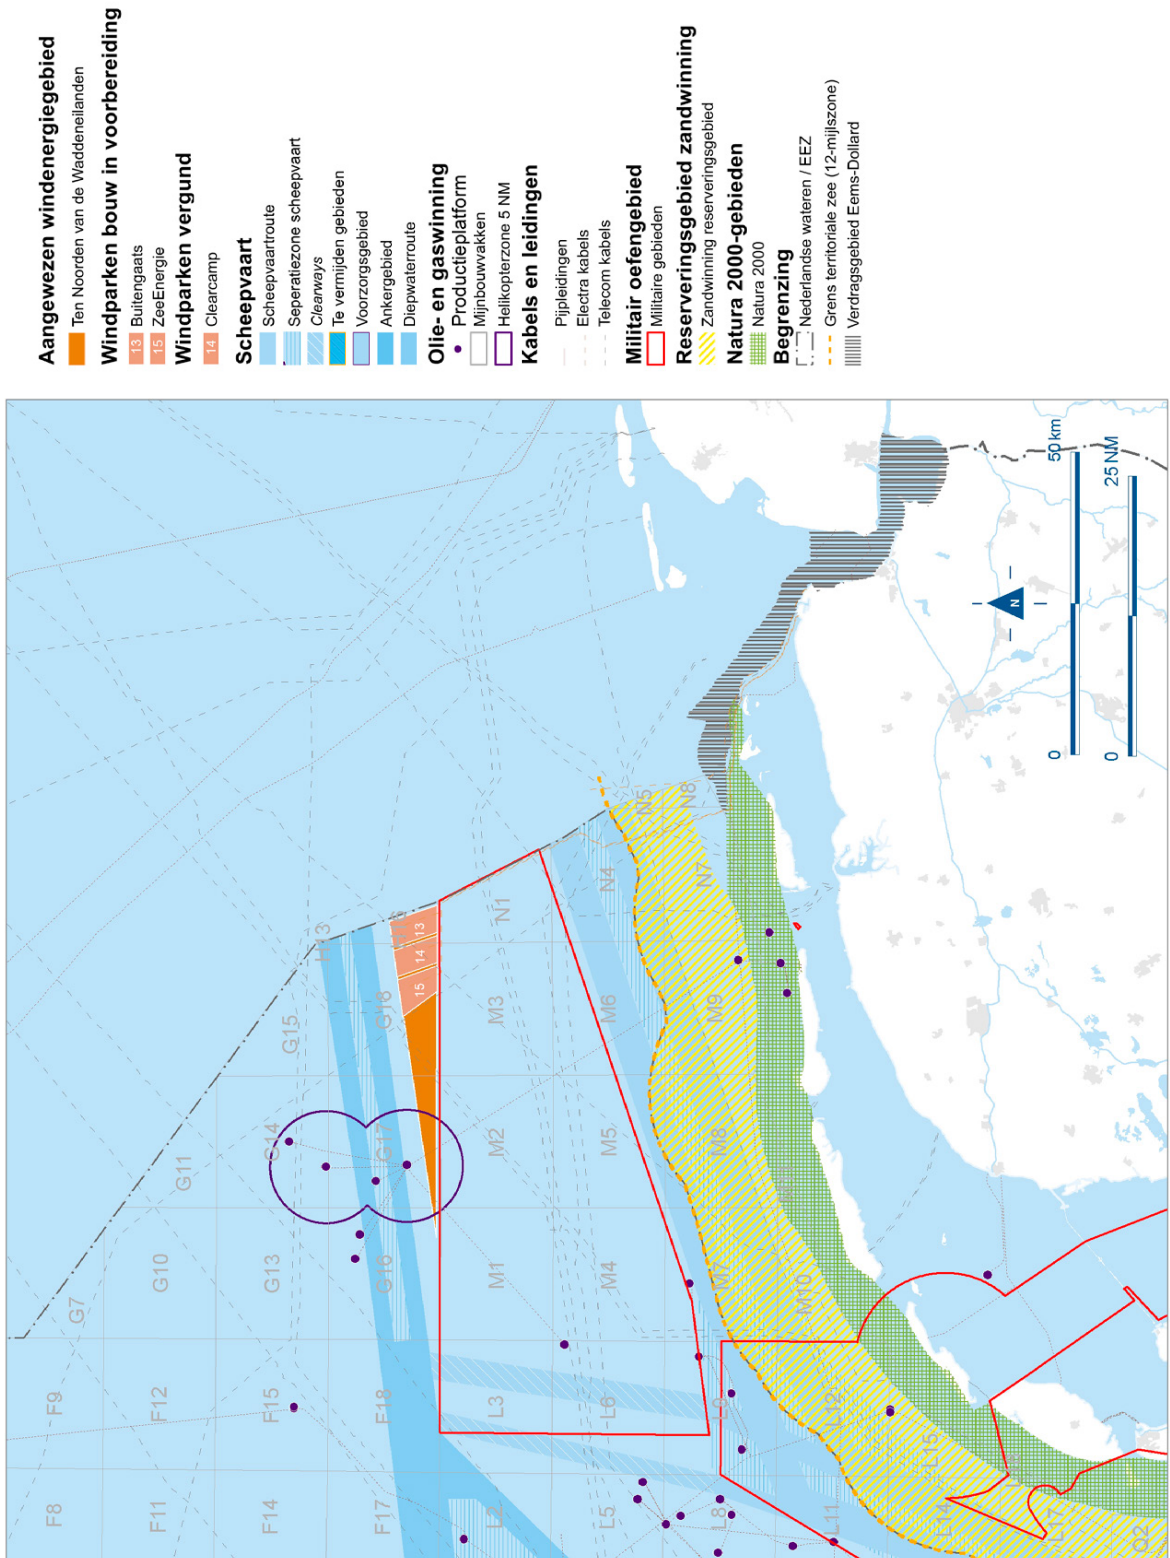 Aangewezen windenergiegebied
Ten Noorden van de Waddeneilanden
Windparken bouw in voorbereiding
13 Buitengaats
15 ZeeEnergie
Windparken vergund
14 Clearcamp
Scheepvaart
Scheepvaartroute
Seperatiezone scheepvaart
Clearways
Te vermijden gebieden
Voorzorgsgebied
Ankergebied
Diepwaterroute
Olie- en gaswinning
Productieplatform
Mijnbouwvakken
Helikopterzone 5 NM
Kabels en leidingen
Pijpleidingen
Electra kabels
Telecom kabels
Militair oefengebied
Militaire gebieden
Reserveringsgebied zandwinning
Zandwinning reserveringsgebied
Natura 2000-gebieden
Natura 2000
Begrenzing
Nederlandse wateren / EEZ
Grens territoriale zee (12-mijlszone)
Verdragsgebied Eems-Dollard
F8 F9 G7
F11 F12 G10 G11
F14 F15 G13 G14 G15
F17 F18 G16 G17 G18
15 14 13
L2 L3 M1 M2 M3 N1
L5 L6 M4 M5 M6 N4 N5
L8 L9 M7 N8 M9 N7 N8
L11 L12 M10
L14 L15
L17
Q2
N
0 50 km
0 25 NM